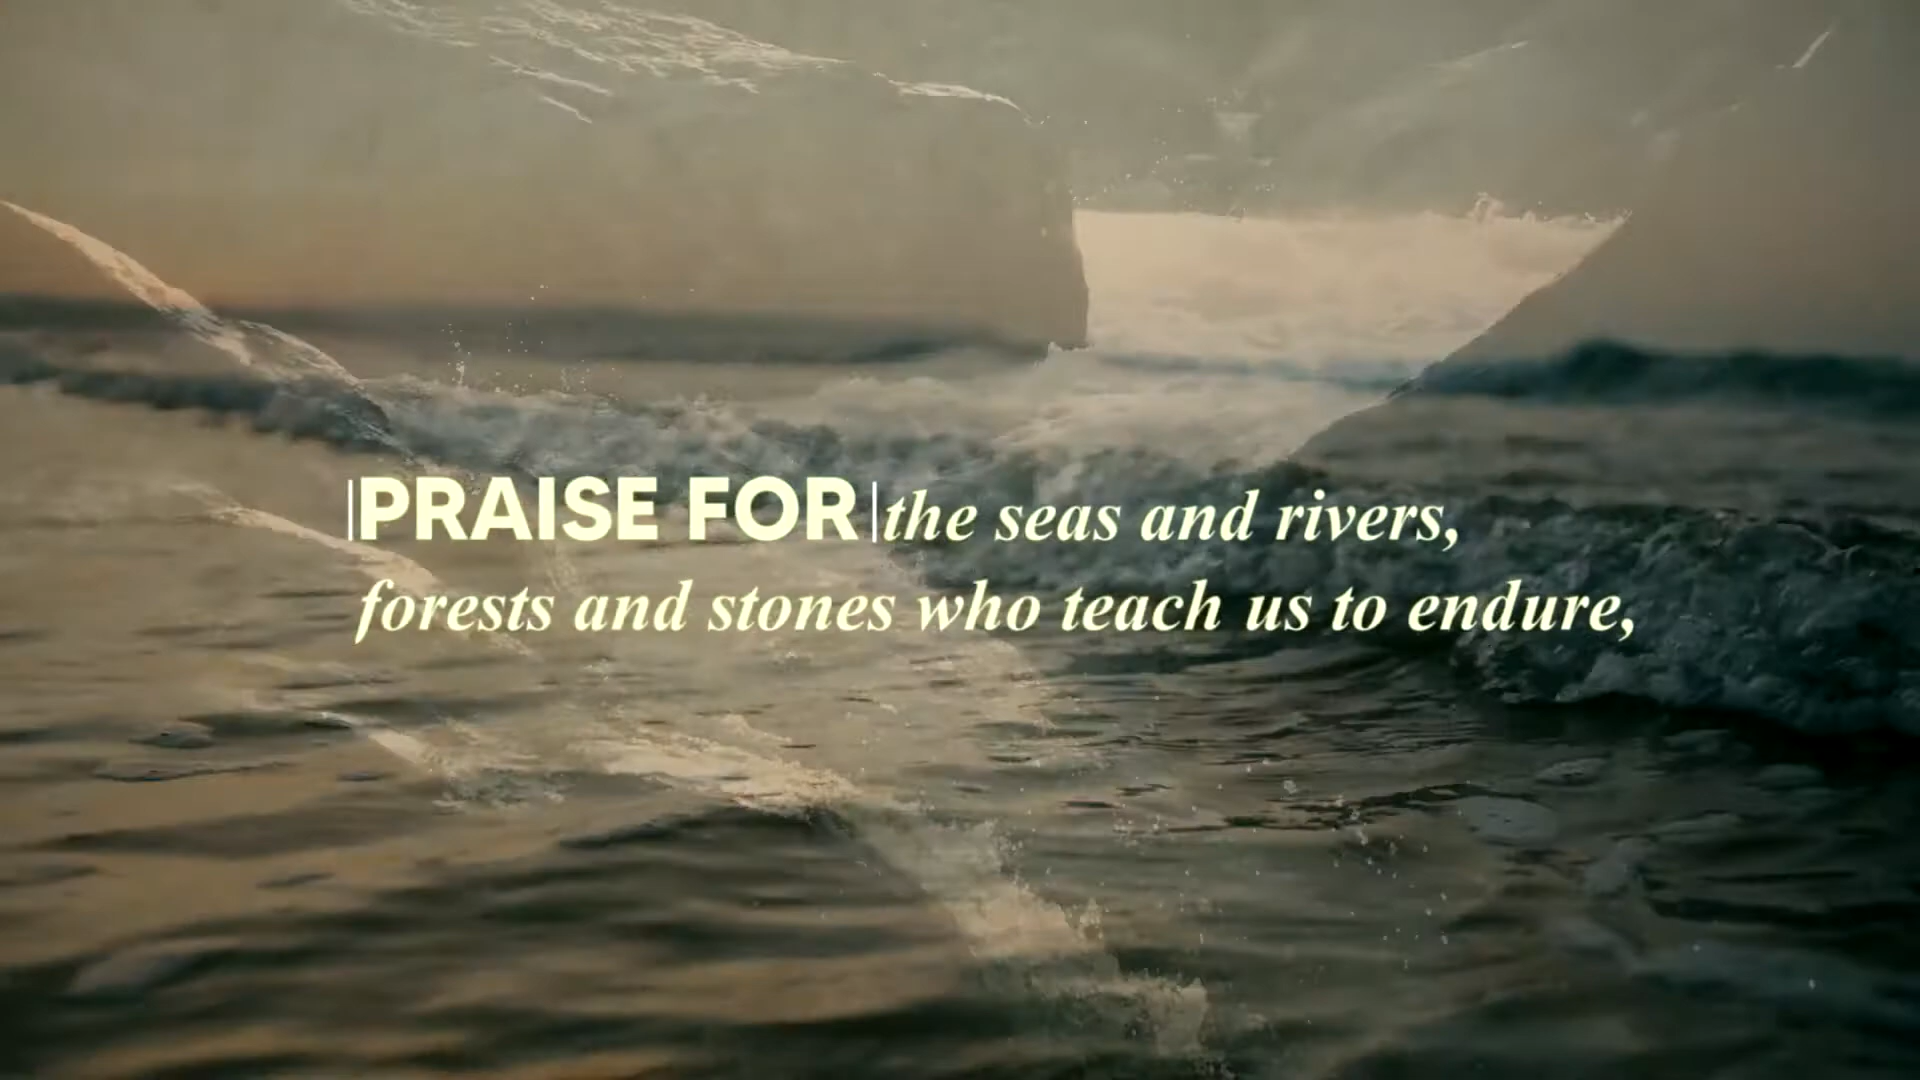 |PRAISE FOR| the seas and rivers,
forests and stones who teach us to endure,